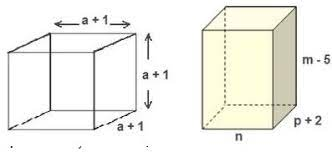 a + 1
a + 1
a + 1
m - 5
p + 2
n